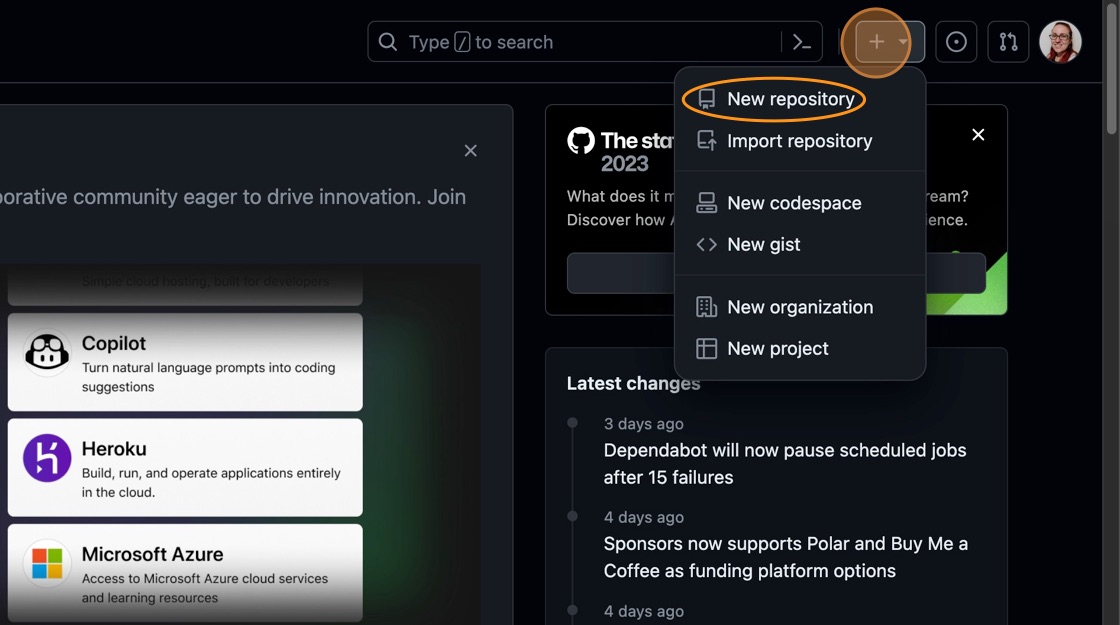 Type / to search
New repository
Import repository
New codespace
New gist
New organization
New project
orative community eager to drive innovation. Join
Simple cloud hosting, built for developers
Copilot
Turn natural language prompts into coding
suggestions
Heroku
Build, run, and operate applications entirely
in the cloud.
Microsoft Azure
Access to Microsoft Azure cloud services
and learning resources
The sta
2023
What does it m
ream?
Discover how A
ience.
Latest changes
3 days ago
Dependabot will now pause scheduled jobs
after 15 failures
4 days ago
Sponsors now supports Polar and Buy Me a
Coffee as funding platform options
4 days ago